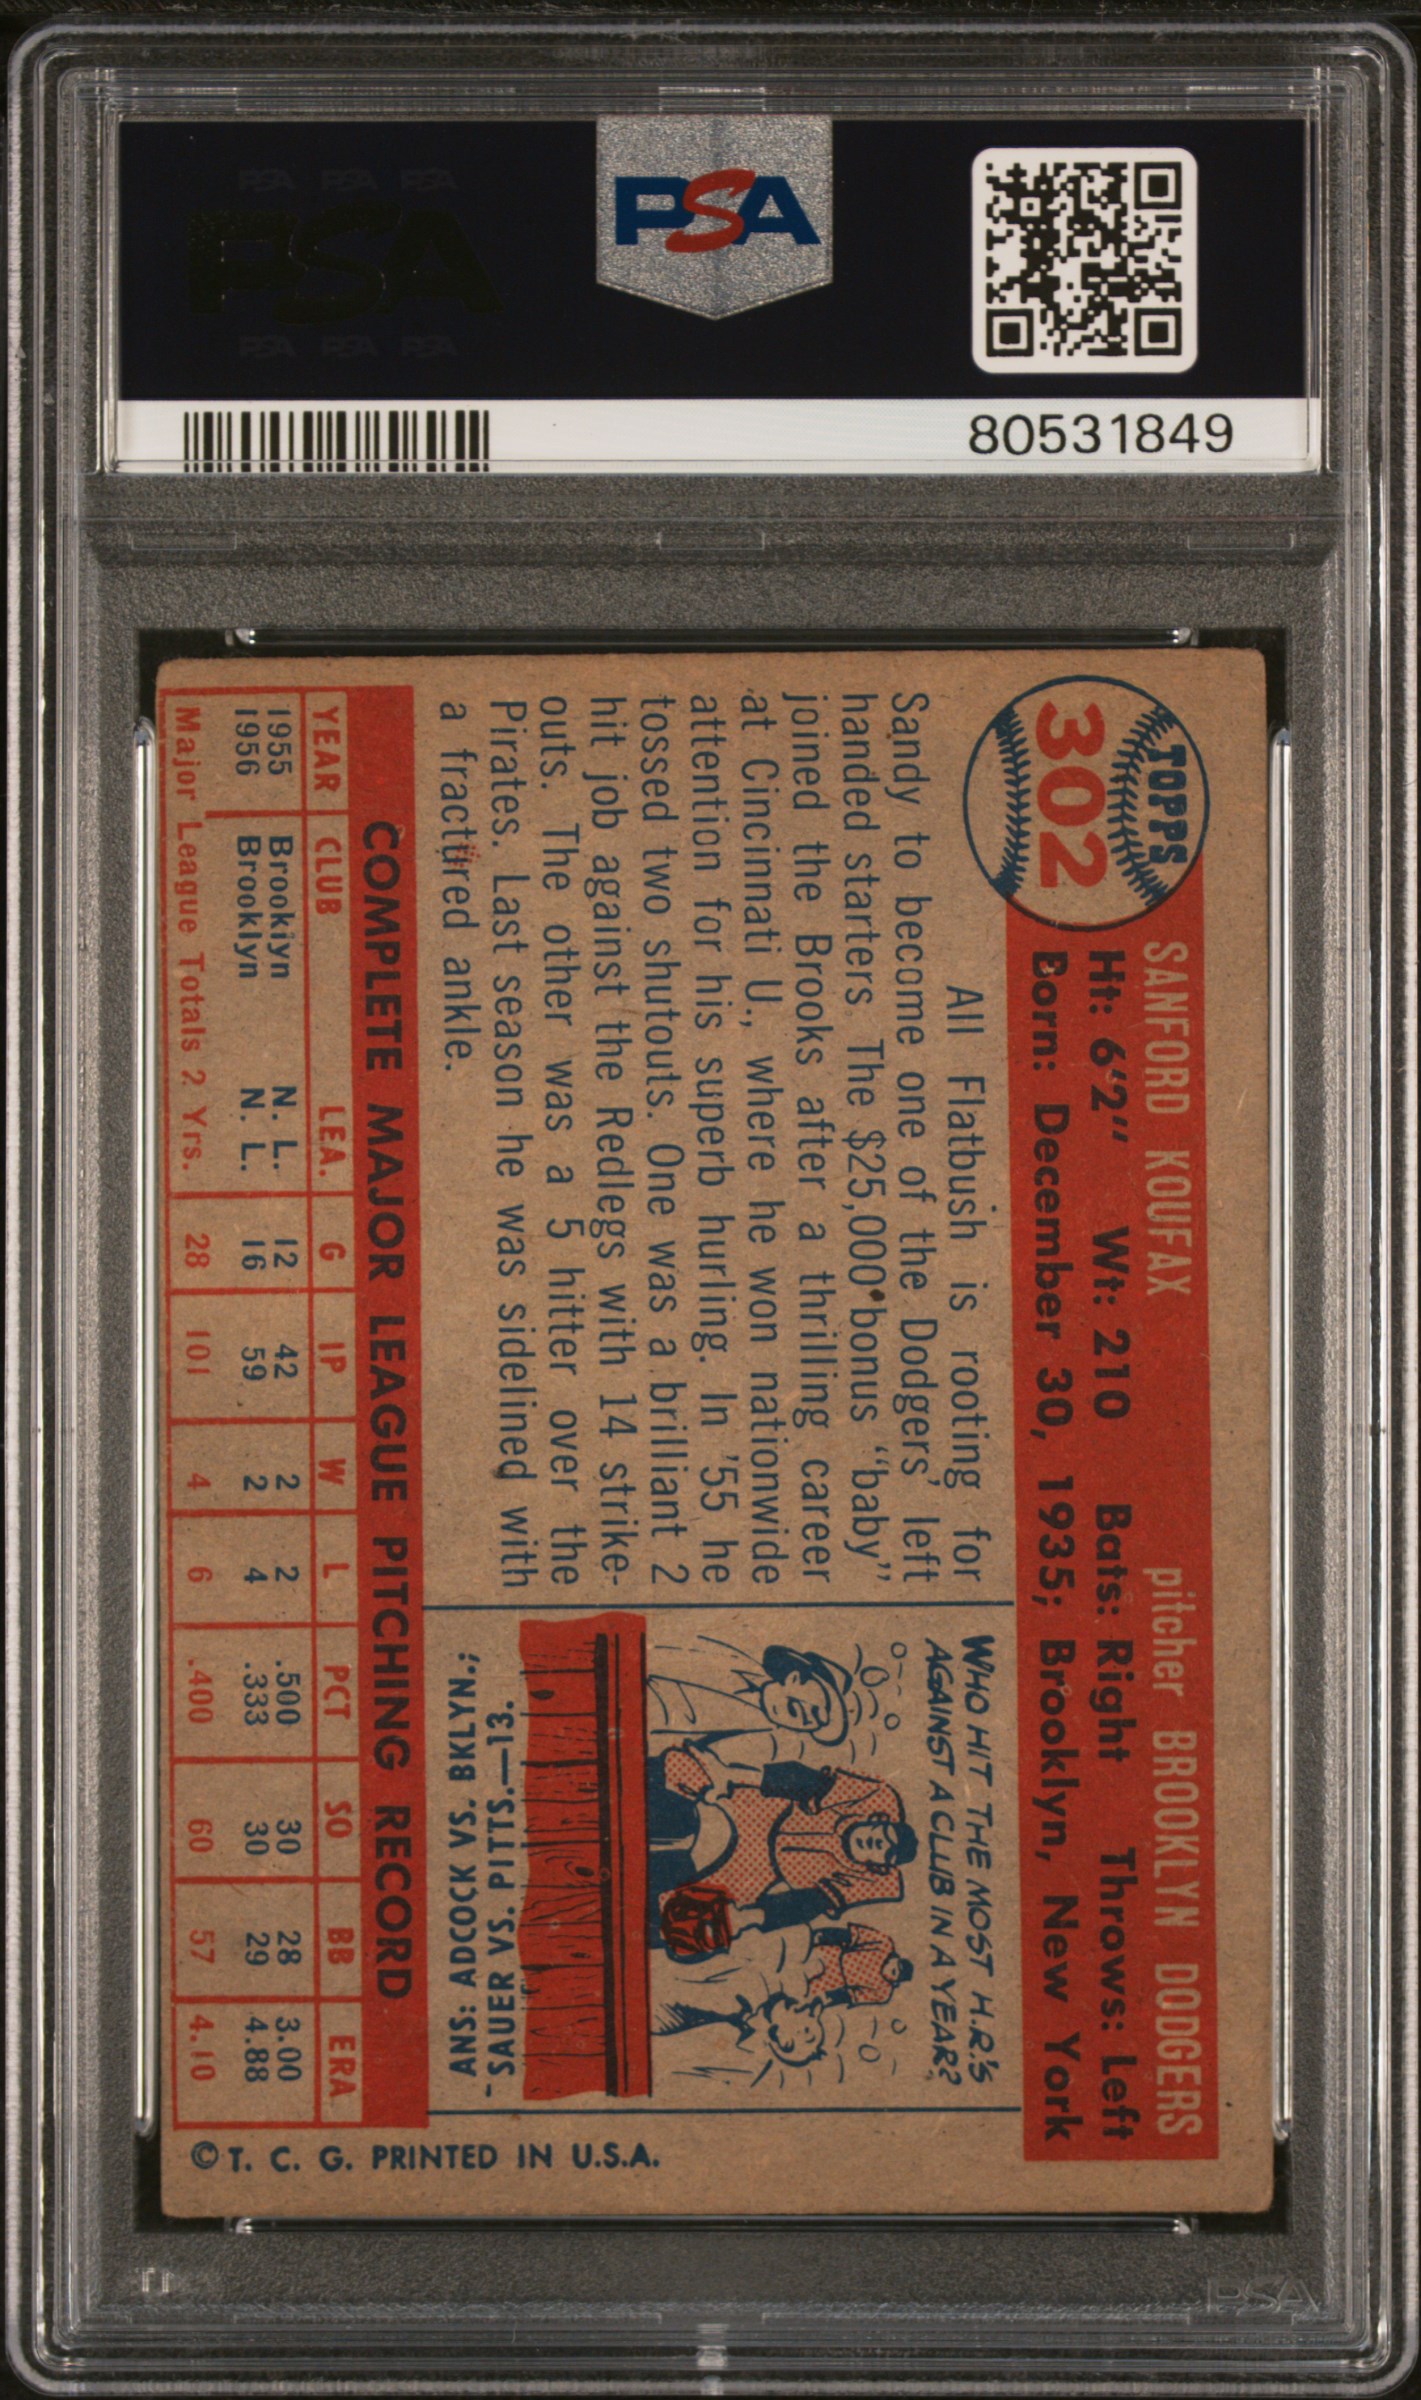 PSA PSA PSA
PSA
PSA PSA PSA
PSA
80531849
TOPPS
302
SANFORD KOUFAX pitcher BROOKLYN DODGERS
Ht: 6'2" Wt: 210 Bats: Right Throws: Left
Born: December 30, 1935; Brooklyn, New York
All Flatbush is rooting for
Sandy to become one of the Dodgers' left
handed starters. The $25,000 bonus "baby"
joined the Brooks after a thrilling career
at Cincinnati U., where he won nationwide
attention for his superb hurling. In '55 he
tossed two shutouts. One was a brilliant 2
hit job against the Redlegs with 14 strike-
outs. The other was a 5 hitter over the
Pirates. Last season he was sidelined with
a fractured ankle.
WHO HIT THE MOST H.R.'S
AGAINST A CLUB IN A YEAR?
ANS: ADCOCK VS. BKLYN.;
SAUER VS. PITTS.—13.
COMPLETE MAJOR LEAGUE PITCHING RECORD
YEAR CLUB LEA. G IP W L PCT SO BB ERA
1955 Brooklyn N. L. 12 42 2 2 .500 30 28 3.00
1956 Brooklyn N. L. 16 59 2 4 .333 30 29 4.88
Major League Totals 2 Yrs. 28 101 4 6 .400 60 57 4.10
© T. C. G. PRINTED IN U.S.A.
PSA